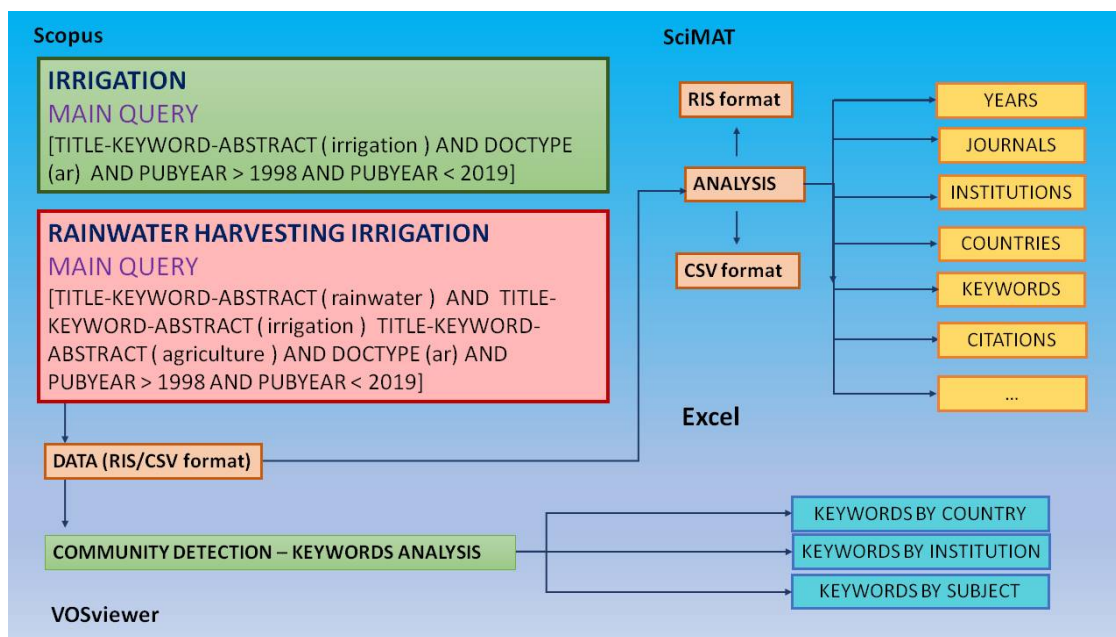 Scopus
IRRIGATION
MAIN QUERY
[TITLE-KEYWORD-ABSTRACT ( irrigation ) AND DOCTYPE
(ar) AND PUBYEAR > 1998 AND PUBYEAR < 2019]
RAINWATER HARVESTING IRRIGATION
MAIN QUERY
[TITLE-KEYWORD-ABSTRACT ( rainwater ) AND TITLE-
KEYWORD-ABSTRACT ( irrigation ) TITLE-KEYWORD-
ABSTRACT ( agriculture ) AND DOCTYPE (ar) AND
PUBYEAR > 1998 AND PUBYEAR < 2019]
DATA (RIS/CSV format)
COMMUNITY DETECTION – KEYWORDS ANALYSIS
VOSviewer
SciMAT
RIS format
ANALYSIS
CSV format
Excel
YEARS
JOURNALS
INSTITUTIONS
COUNTRIES
KEYWORDS
CITATIONS
...
KEYWORDS BY COUNTRY
KEYWORDS BY INSTITUTION
KEYWORDS BY SUBJECT